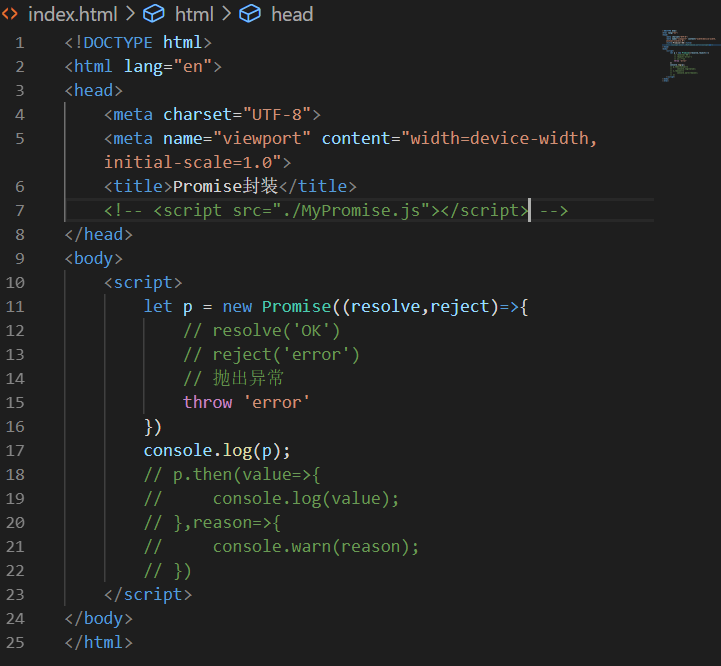 index.html > html > head
1 <!DOCTYPE html>
2 <html lang="en">
3 <head>
4     <meta charset="UTF-8">
5     <meta name="viewport" content="width=device-width,
    initial-scale=1.0">
6     <title>Promise封装</title>
7     <!-- <script src="./MyPromise.js"></script> -->
8 </head>
9 <body>
10     <script>
11         let p = new Promise((resolve,reject)=>{
12             // resolve('OK')
13             // reject('error')
14             // 抛出异常
15             throw 'error'
16         })
17         console.log(p);
18         // p.then(value=>{
19         //     console.log(value);
20         // },reason=>{
21         //     console.warn(reason);
22         // })
23     </script>
24 </body>
25 </html>